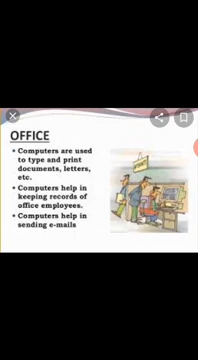 OFFICE
• Computers are used
to type and print
documents, letters,
etc.
• Computers help in
keeping records of
office employees.
• Computers help in
sending e-mails